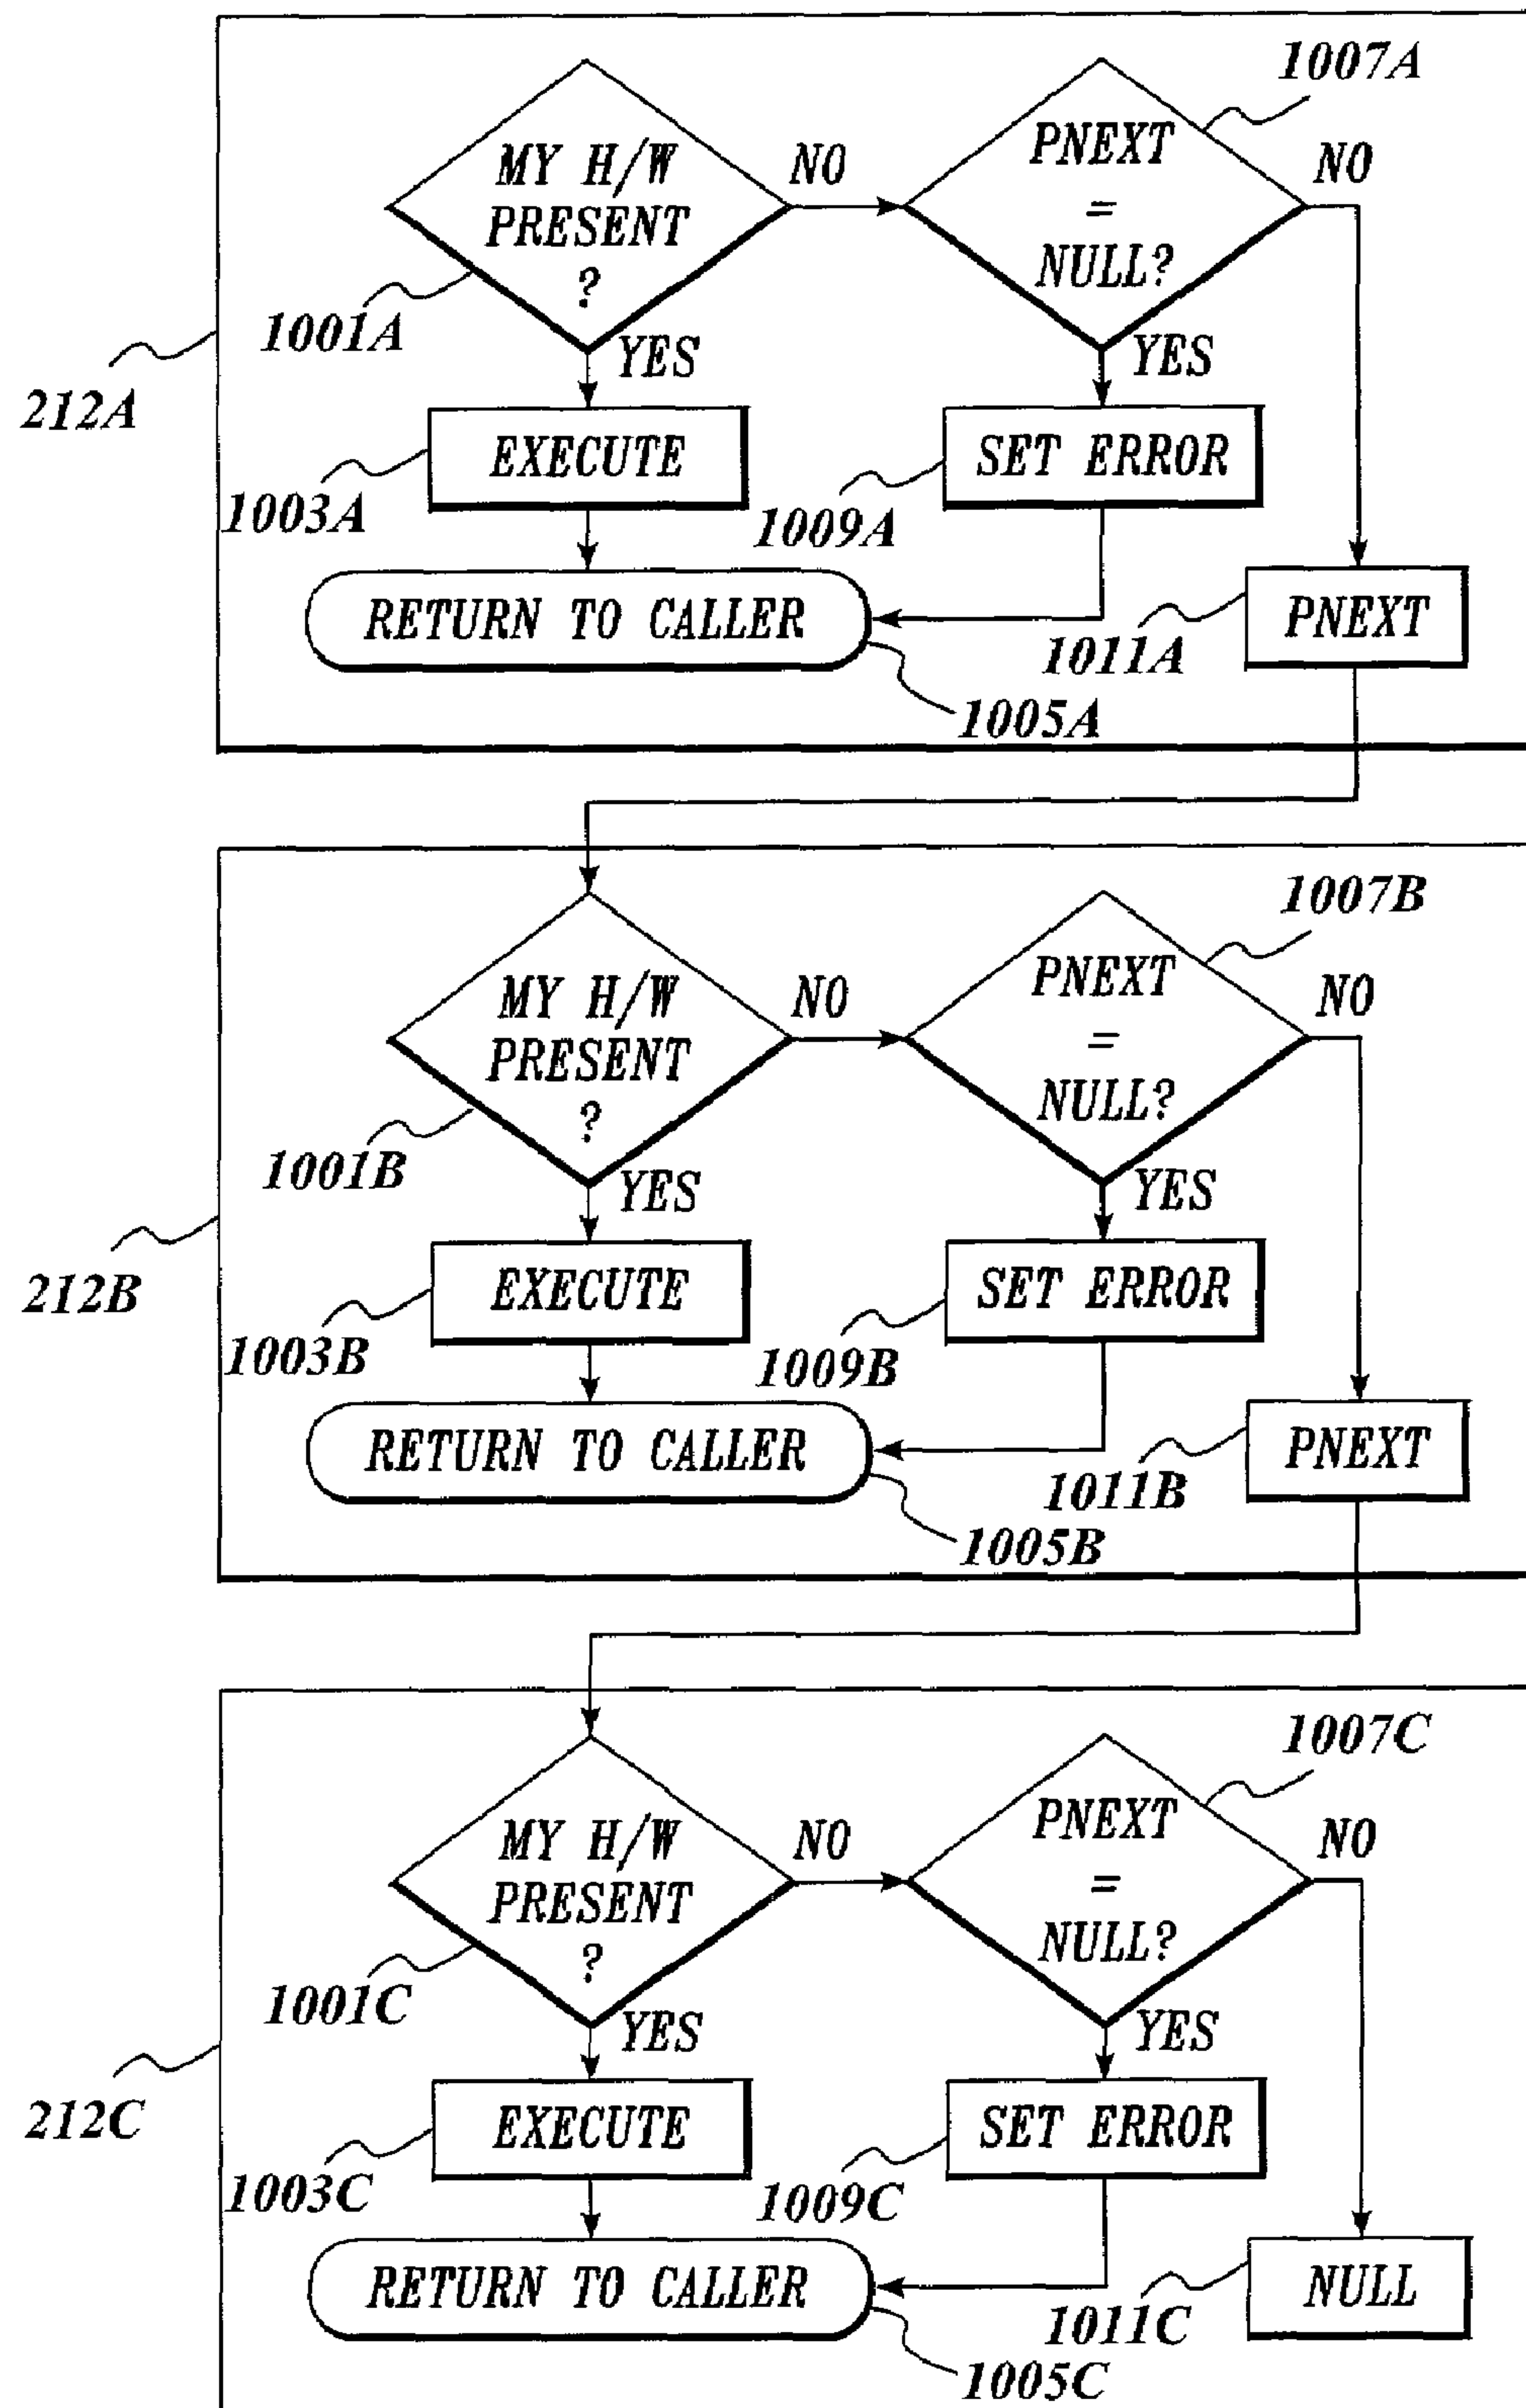 1007A
MY H/W
PRESENT
?
NO
PNEXT
=
NULL?
NO
1001A
YES
YES
212A
EXECUTE
SET ERROR
1003A
1009A
RETURN TO CALLER
PNEXT
1011A
1005A
1007B
MY H/W
PRESENT
?
NO
PNEXT
=
NULL?
NO
1001B
YES
YES
212B
EXECUTE
SET ERROR
1003B
1009B
RETURN TO CALLER
PNEXT
1011B
1005B
1007C
MY H/W
PRESENT
?
NO
PNEXT
=
NULL?
NO
1001C
YES
YES
212C
EXECUTE
SET ERROR
1003C
1009C
RETURN TO CALLER
NULL
1011C
1005C